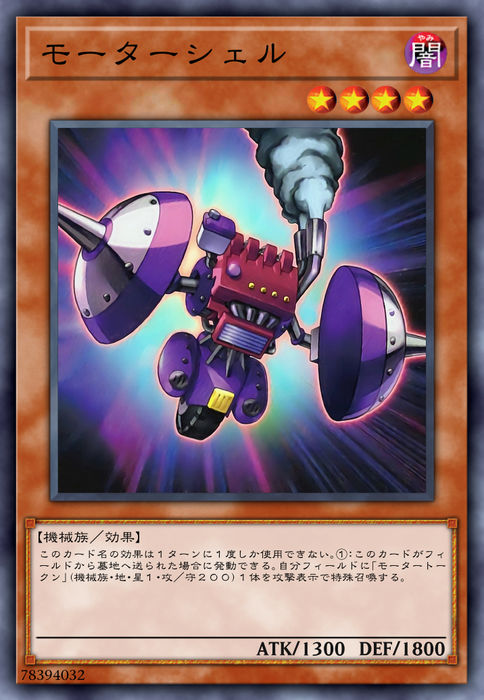 モーターシェル
やみ
闇
【機械族／効果】
このカード名の効果は１ターンに１度しか使用できない。①：このカードがフィ
ールドから墓地へ送られた場合に発動できる。自分フィールドに「モータートー
クン」（機械族・地・星１・攻／守２００）１体を攻撃表示で特殊召喚する。
ATK/1300 DEF/1800
78394032